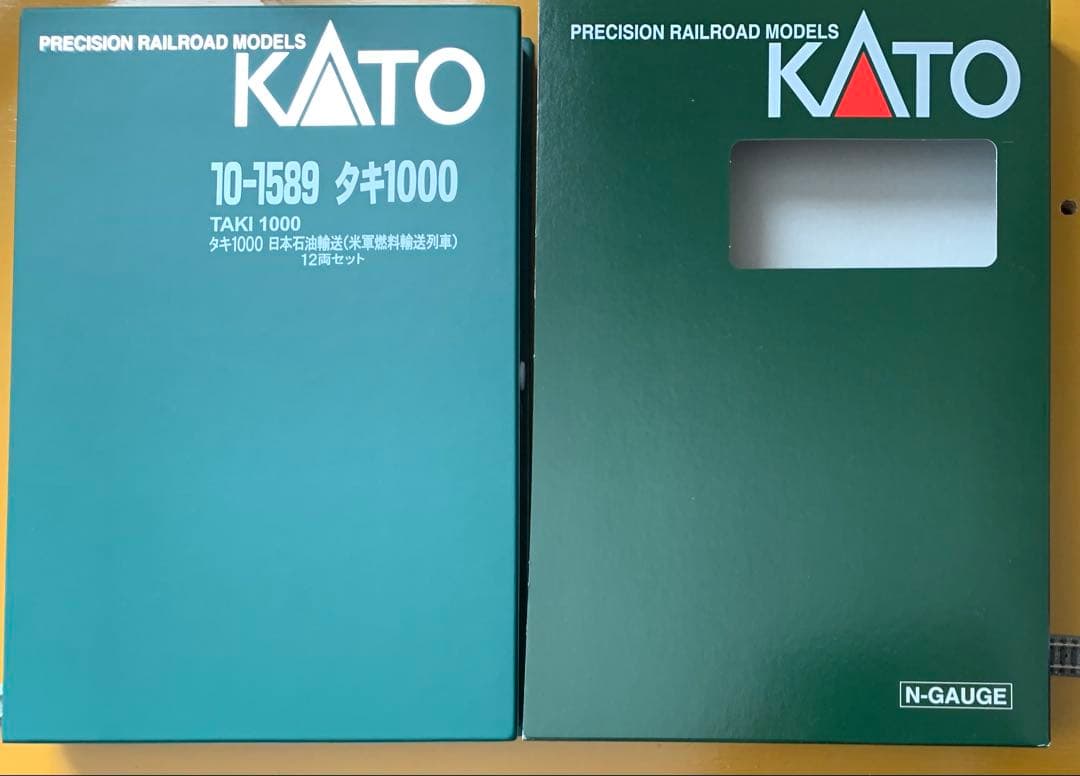 PRECISION RAILROAD MODELS
KATO
10-1589 タキ1000
TAKI 1000
タキ1000 日本石油輸送(米軍燃料輸送列車)
12両セット
PRECISION RAILROAD MODELS
KATO
N-GAUGE